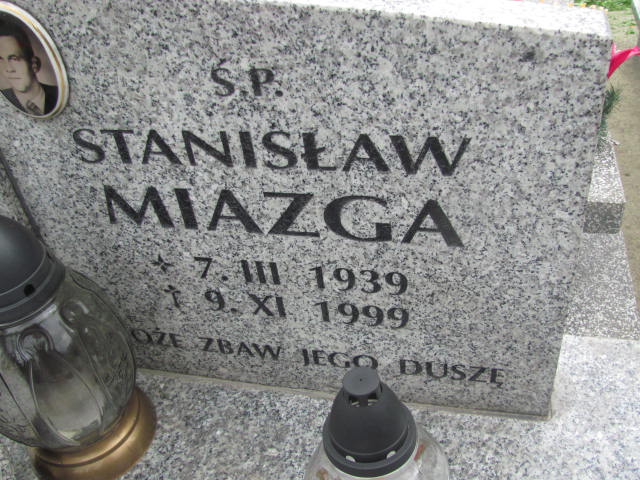 Ś.P.
STANISŁAW
MIAZGA
* 7. III 1939
† 9. XI 1999
ZBAW JEGO DUSZĘ